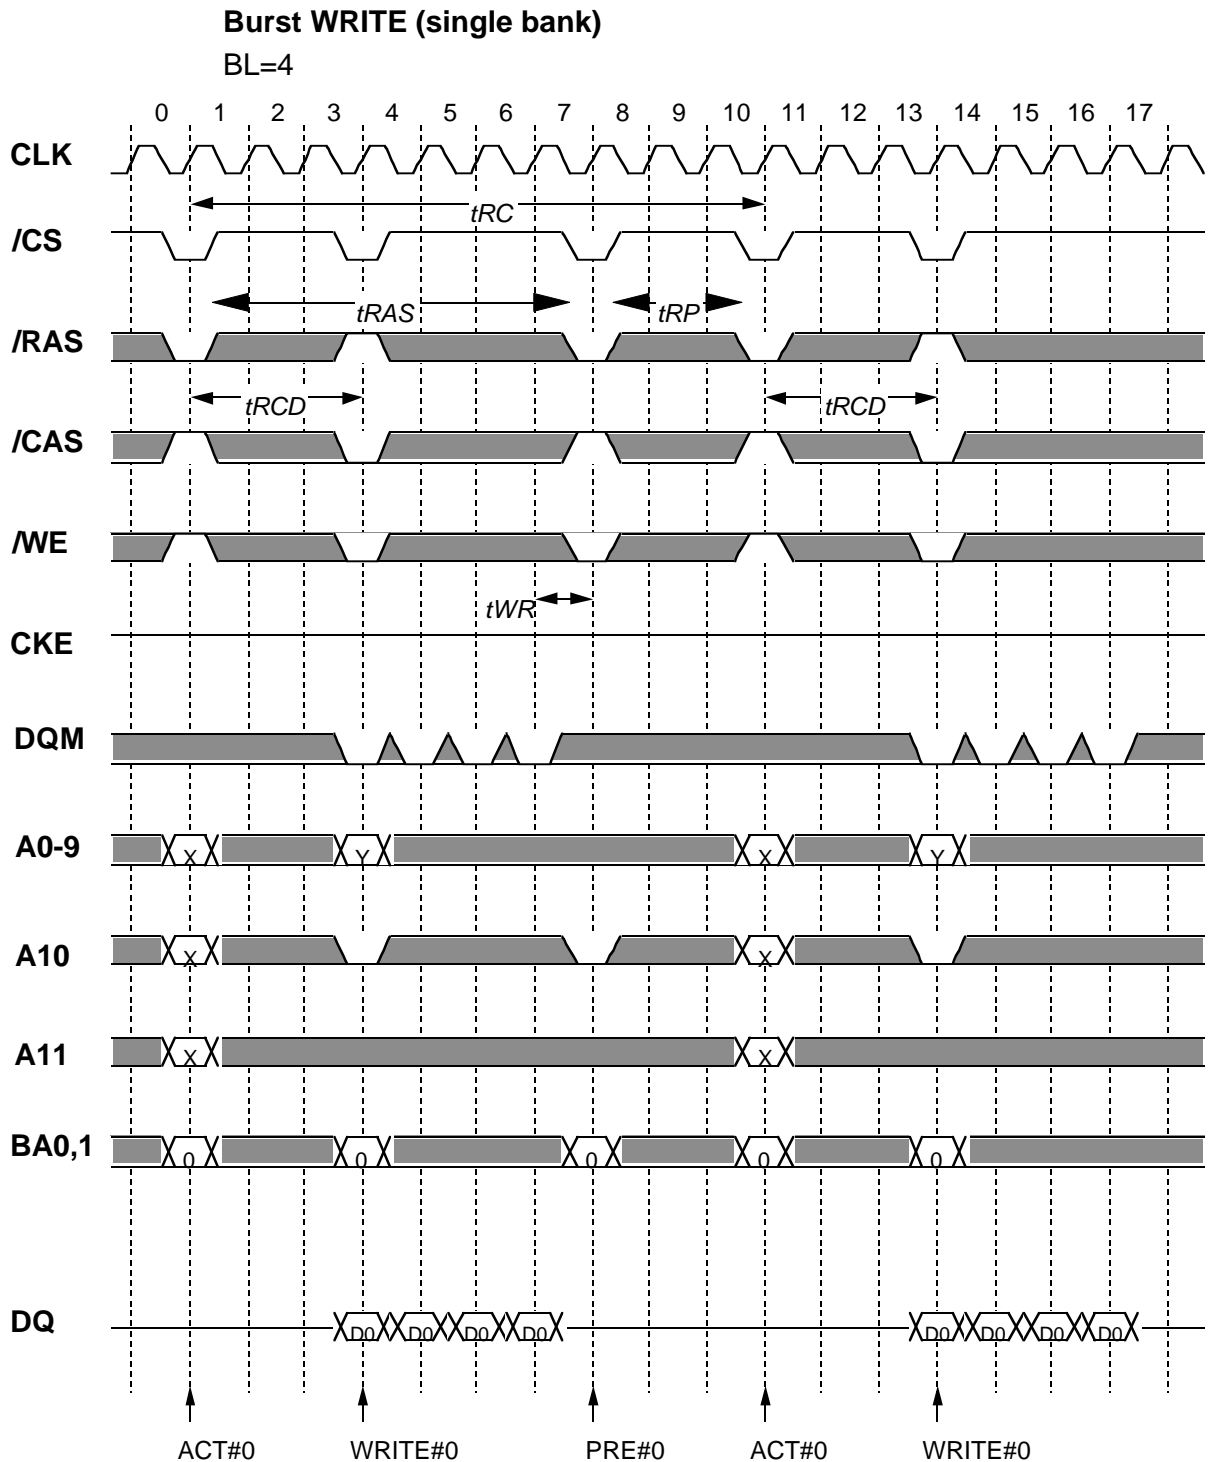 Burst WRITE (single bank)
BL=4
0 1 2 3 4 5 6 7 8 9 10 11 12 13 14 15 16 17
CLK
tRC
/CS
tRAS tRP
/RAS
tRCD tRCD
/CAS
/WE
tWR
CKE
DQM
A0-9 X Y X Y
A10 X X
A11 X X
BA0,1 0 0 0 0 0
DQ D0 D0 D0 D0 D0 D0 D0 D0
ACT#0 WRITE#0 PRE#0 ACT#0 WRITE#0